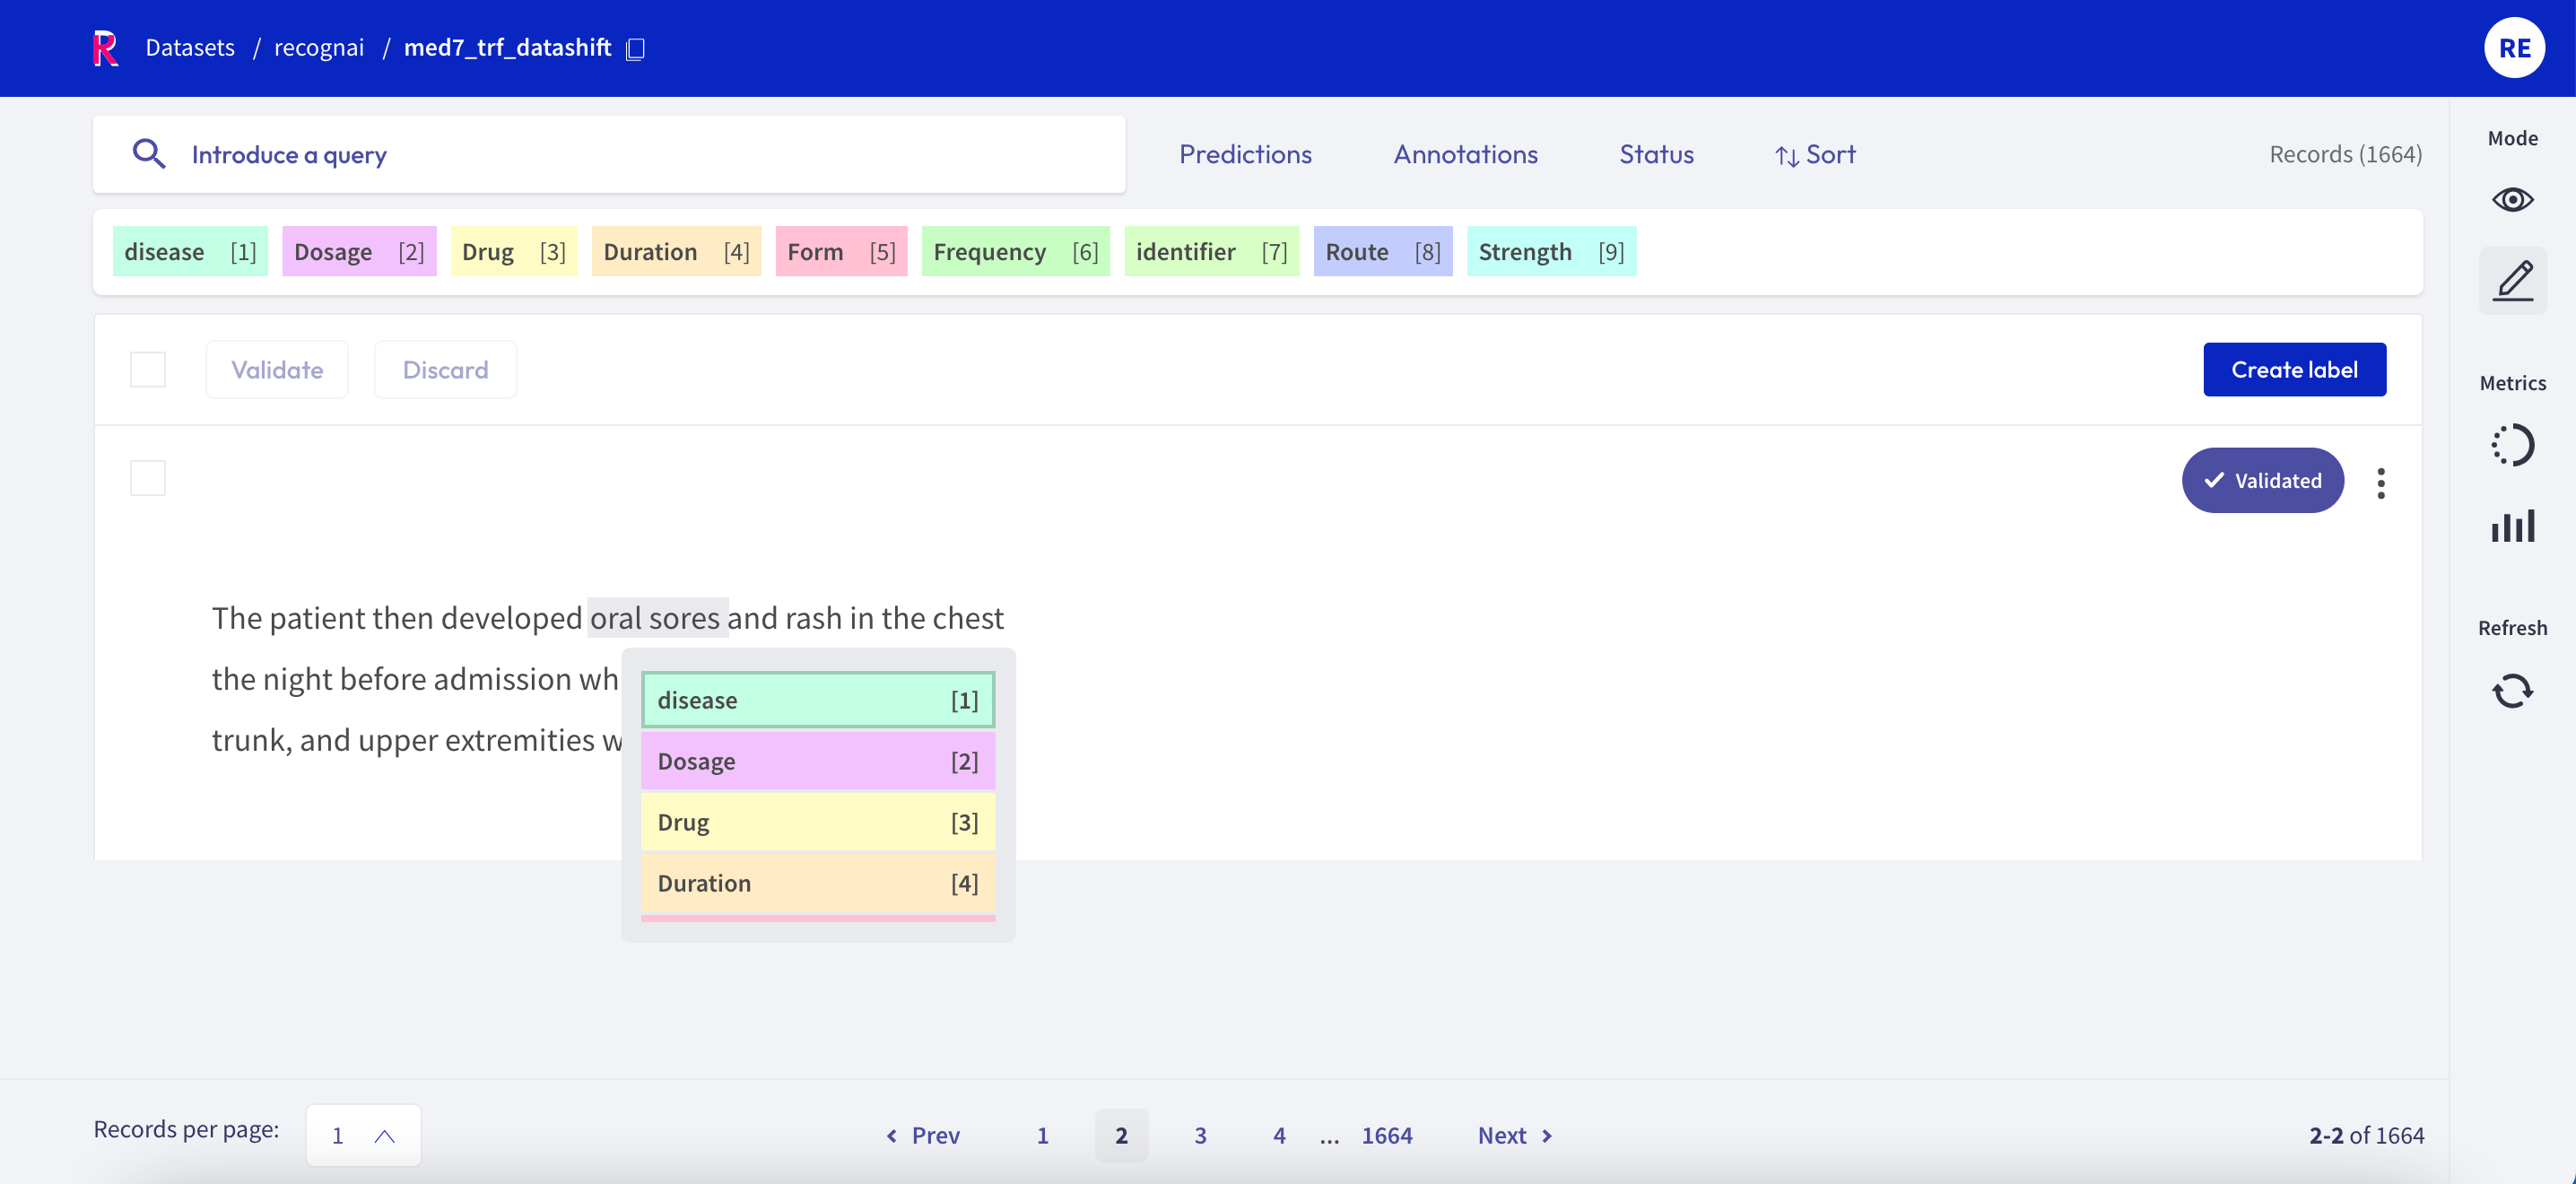 Datasets / recognai / med7_trf_datashift
RE
Introduce a query
Predictions
Annotations
Status
Sort
Records (1664)
Mode
disease [1]
Dosage [2]
Drug [3]
Duration [4]
Form [5]
Frequency [6]
identifier [7]
Route [8]
Strength [9]
Validate
Discard
Create label
Metrics
Validated
The patient then developed oral sores and rash in the chest
the night before admission wh
trunk, and upper extremities w
disease [1]
Dosage [2]
Drug [3]
Duration [4]
Refresh
Records per page: 1
Prev 1 2 3 4 ... 1664 Next
2-2 of 1664